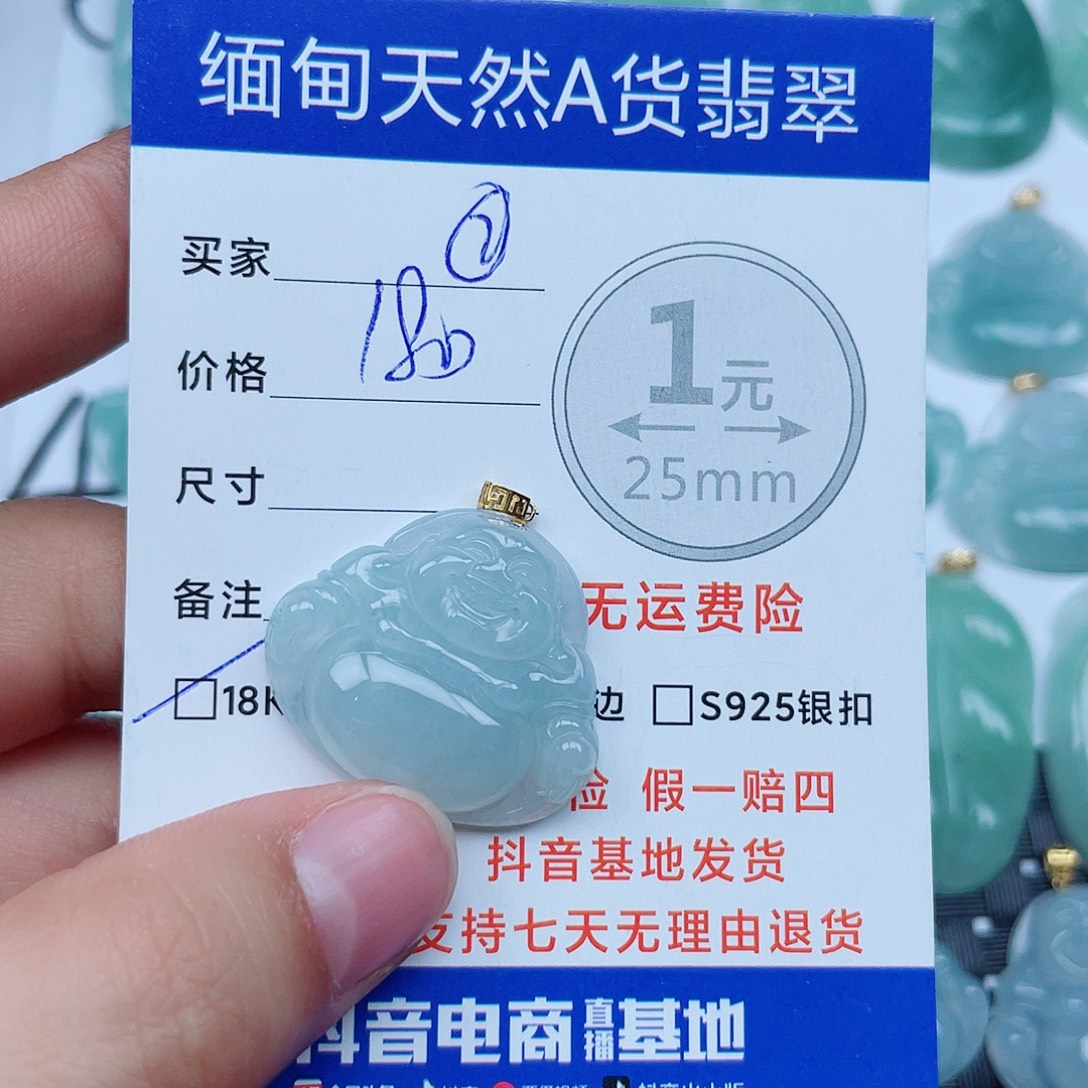 缅甸天然A货翡翠
买家
②
价格
1元
25mm
尺寸
备注
无运费险
□18K
边 □S925银扣
险 假一赔四
抖音基地发货
支持七天无理由退货
抖音电商直播基地